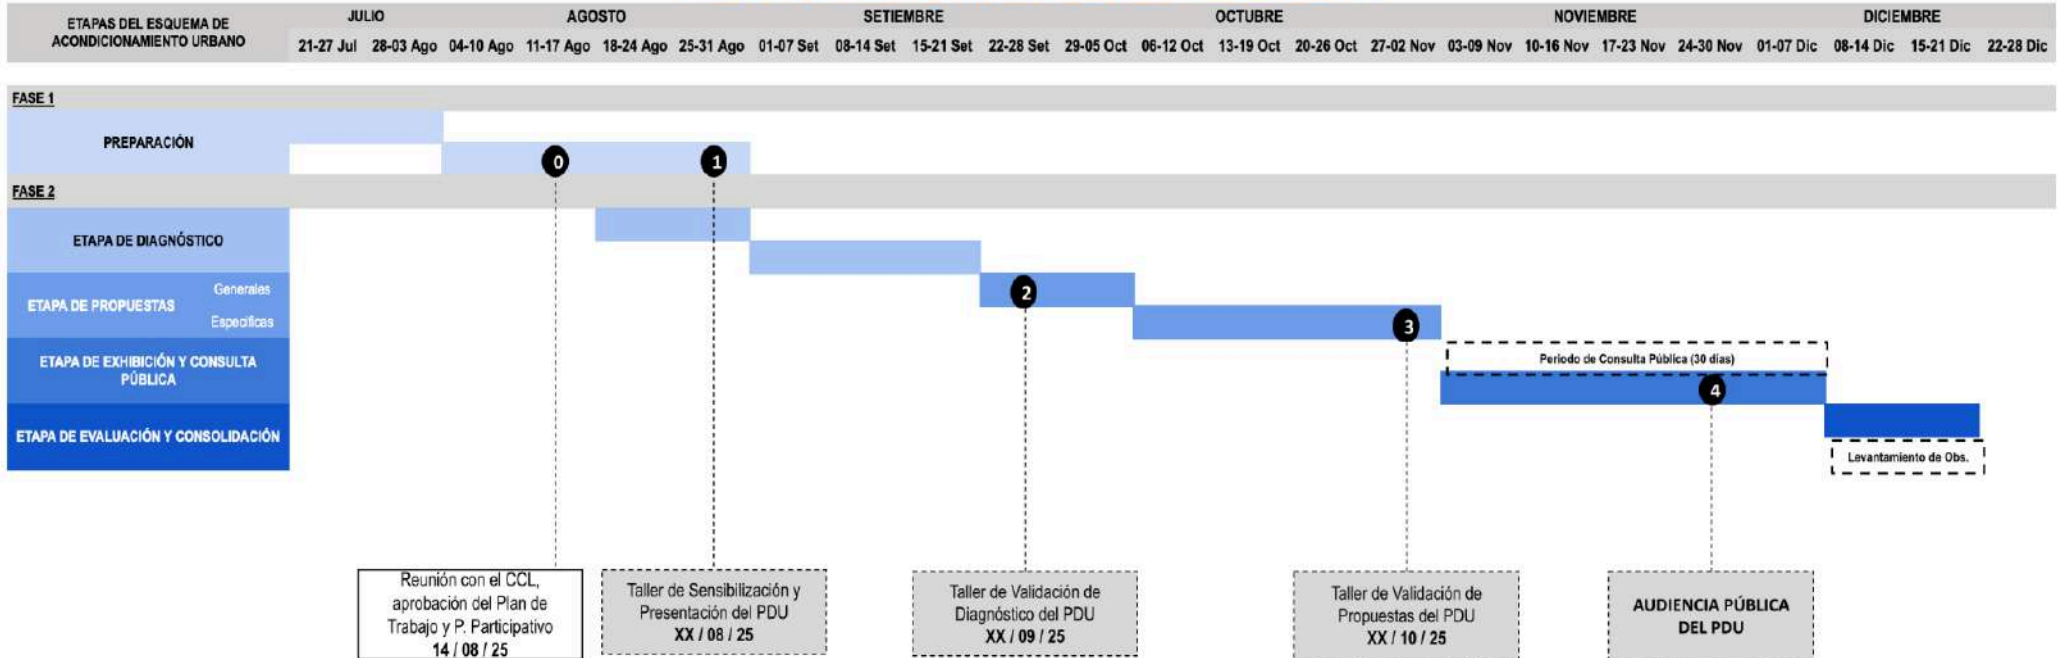 ETAPAS DEL ESQUEMA DE
ACONDICIONAMIENTO URBANO
JULIO AGOSTO SETIEMBRE OCTUBRE NOVIEMBRE DICIEMBRE
21-27 Jul 28-03 Ago 04-10 Ago 11-17 Ago 18-24 Ago 25-31 Ago 01-07 Set 08-14 Set 15-21 Set 22-28 Set 29-05 Oct 06-12 Oct 13-19 Oct 20-26 Oct 27-02 Nov 03-09 Nov 10-16 Nov 17-23 Nov 24-30 Nov 01-07 Dic 08-14 Dic 15-21 Dic 22-28 Dic
FASE 1
PREPARACIÓN
0
1
FASE 2
ETAPA DE DIAGNÓSTICO
ETAPA DE PROPUESTAS
Generales
Específicas
2
3
ETAPA DE EXHIBICIÓN Y CONSULTA
PÚBLICA
Periodo de Consulta Pública (30 días)
4
ETAPA DE EVALUACIÓN Y CONSOLIDACIÓN
Levantamiento de Obs.
Reunión con el CCL,
aprobación del Plan de
Trabajo y P. Participativo
14 / 08 / 25
Taller de Sensibilización y
Presentación del PDU
XX / 08 / 25
Taller de Validación de
Diagnóstico del PDU
XX / 09 / 25
Taller de Validación de
Propuestas del PDU
XX / 10 / 25
AUDIENCIA PÚBLICA
DEL PDU